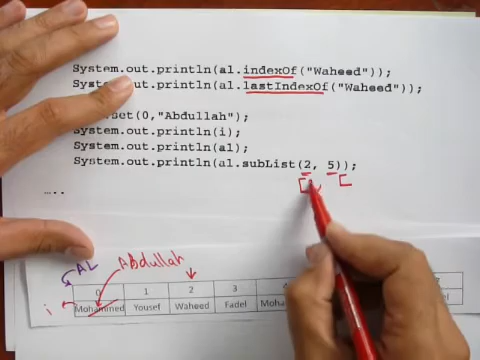 System.out.println(al.indexOf("Waheed"));
System.out.println(al.lastIndexOf("Waheed"));
set(0,"Abdullah");
System.out.println(i);
System.out.println(al);
System.out.println(al.subList(2, 5));
…..
[ , [
AL Abdullah
0 1 2 3
i Mohammed Yousef Waheed Fadel